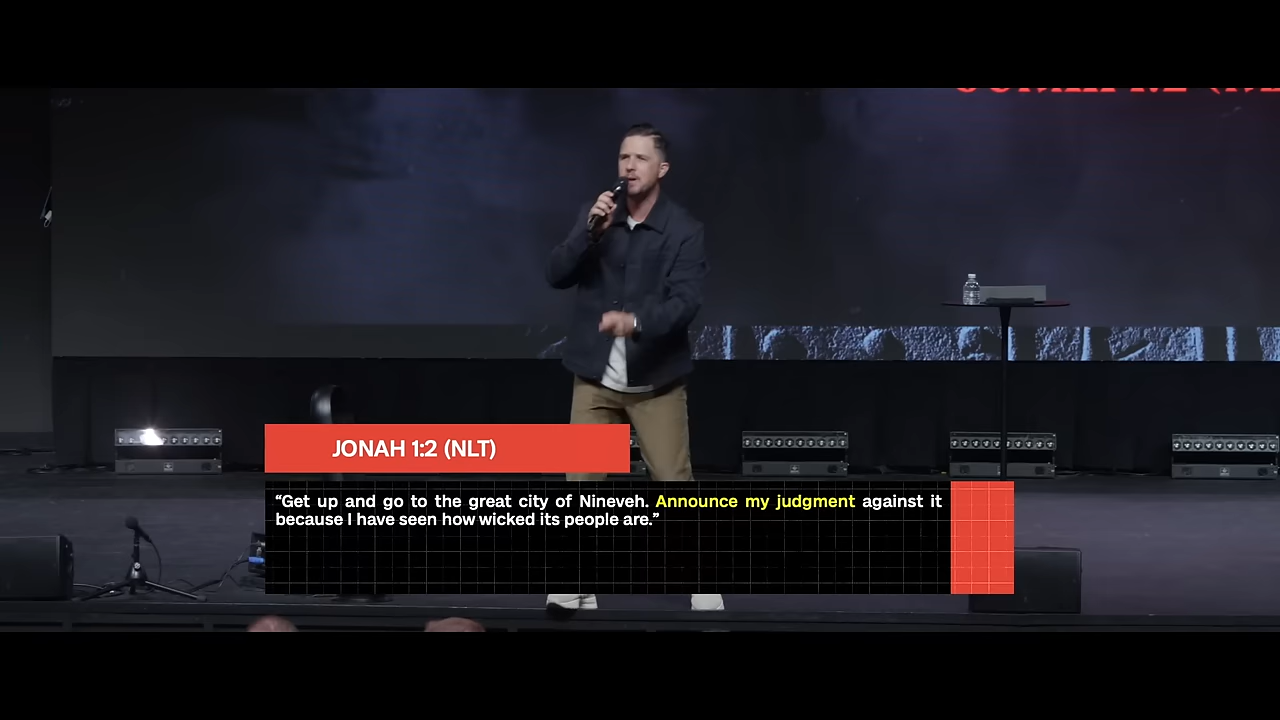 JONAH 1:2 (NLT)
“Get up and go to the great city of Nineveh. Announce my judgment against it
because I have seen how wicked its people are.”